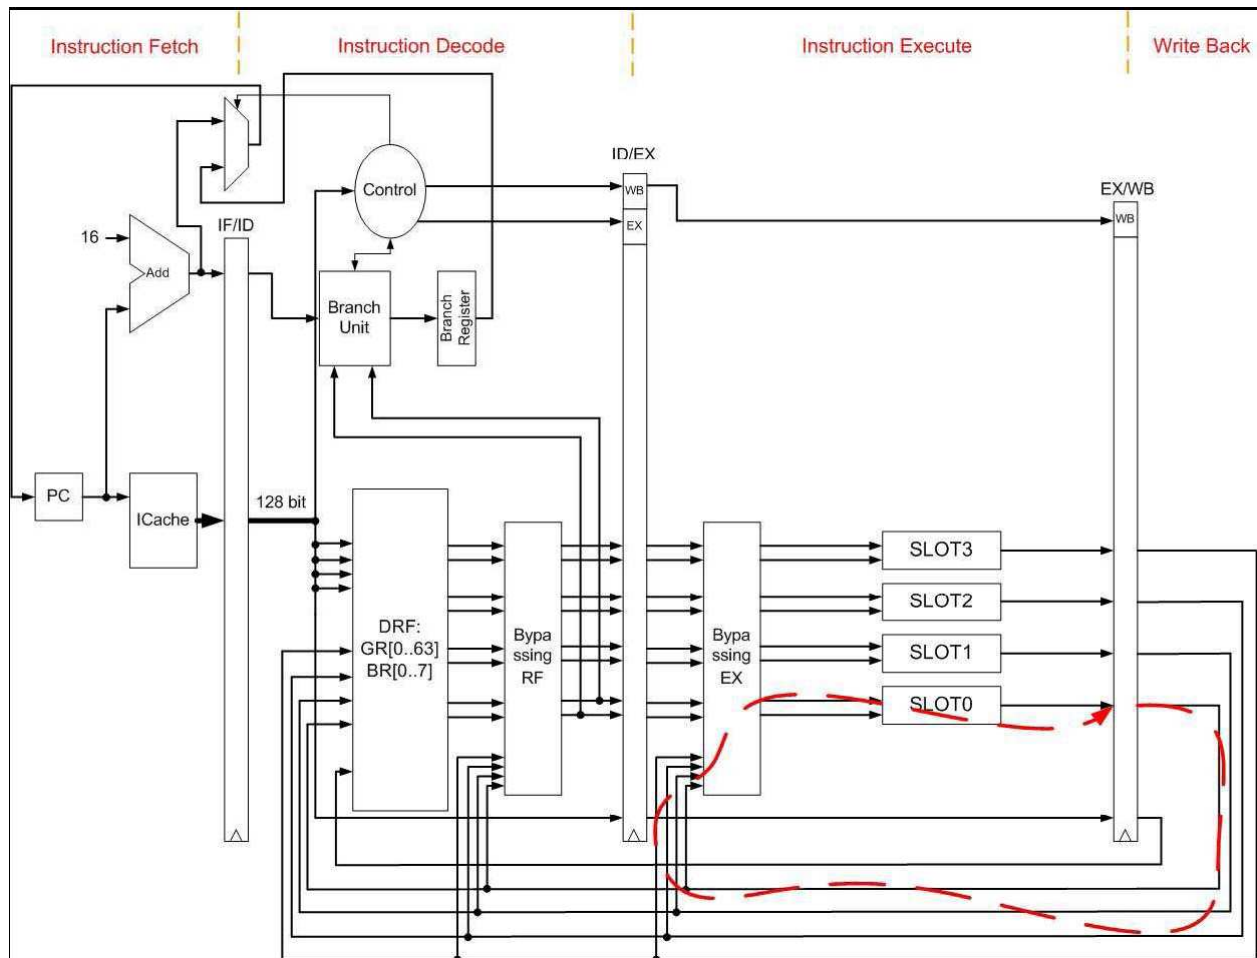 Instruction Fetch
Instruction Decode
Instruction Execute
Write Back
ID/EX
Control
WB
EX
EX/WB
WB
IF/ID
16
Add
Branch
Unit
Branch
Register
PC
ICache
128 bit
DRF:
GR[0..63]
BR[0..7]
Bypa
ssing
RF
Bypa
ssing
EX
SLOT3
SLOT2
SLOT1
SLOT0